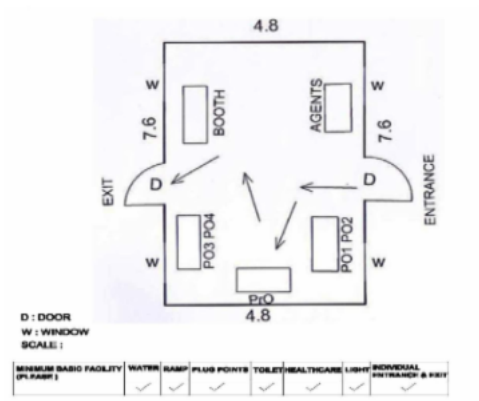 4.8
W
W
BOOTH
AGENTS
7.6
7.6
EXIT
D
D
ENTRANCE
PO3 PO4
PO1 PO2
W
W
PrO
4.8
D : DOOR
W : WINDOW
SCALE :
MINIMUM BASIC FACILITY (PLEASE ) WATER RAMP PLUG POINTS TOILET HEALTHCARE LIGHT INDIVIDUAL ENTRANCE & EXIT